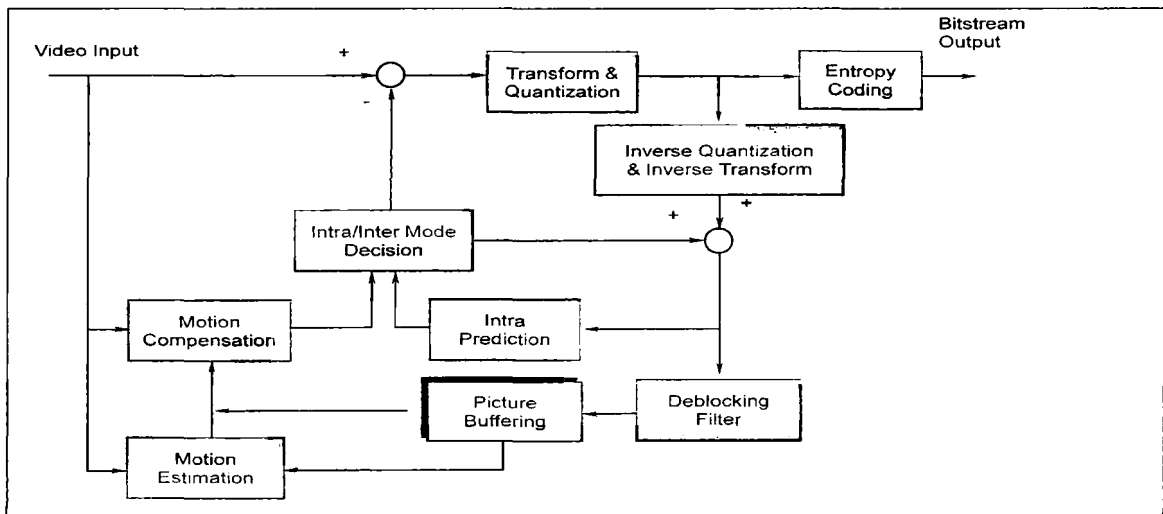 Bitstream
Output
Video Input
+
-
Transform &
Quantization
Entropy
Coding
Inverse Quantization
& Inverse Transform
+
+
Intra/Inter Mode
Decision
Motion
Compensation
Intra
Prediction
Picture
Buffering
Deblocking
Filter
Motion
Estimation